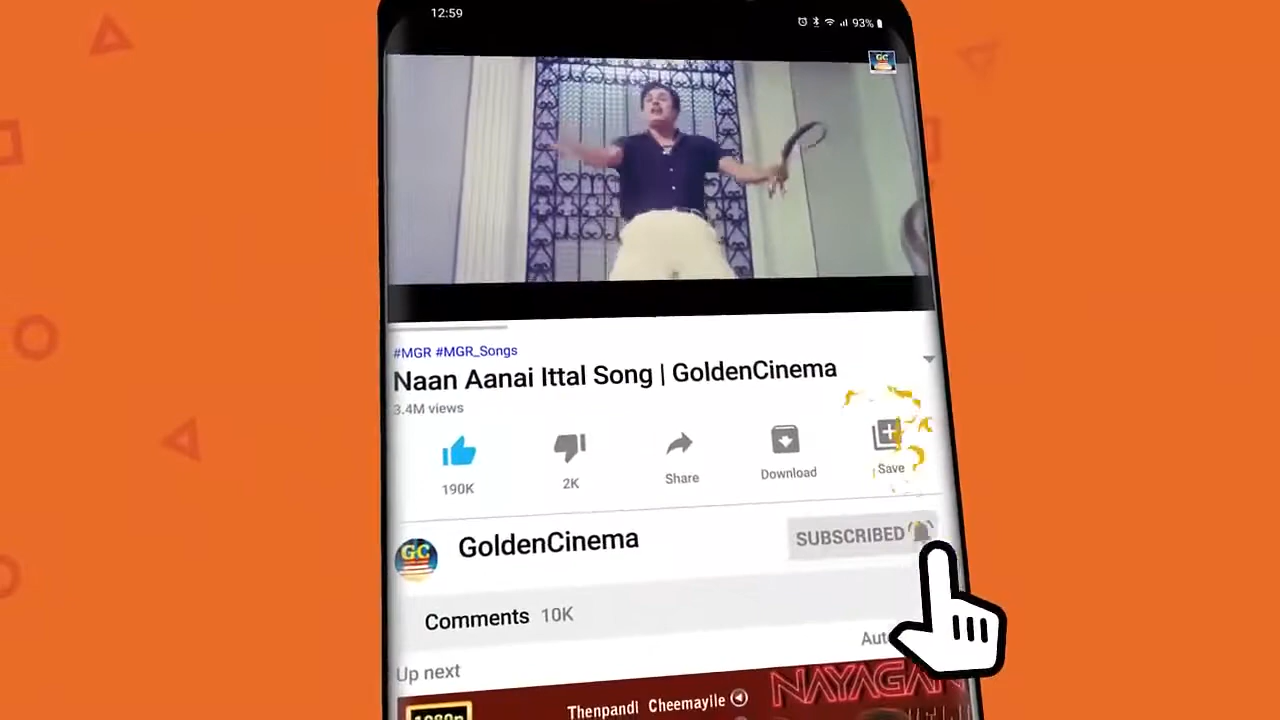 12:59
93%
GC
#MGR #MGR_Songs
Naan Aanai Ittal Song | GoldenCinema
3.4M views
190K
2K
Share
Download
Save
GC
GoldenCinema
SUBSCRIBED
Comments 10K
Up next
Thenpandi Cheemaylle
NAYAGAN